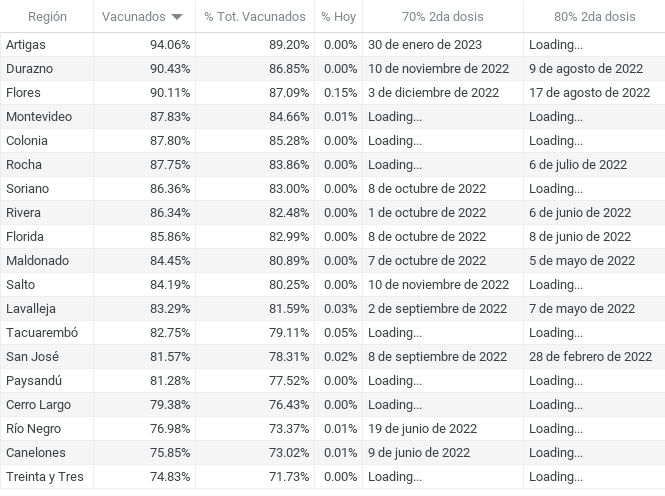 Región Vacunados % Tot. Vacunados % Hoy 70% 2da dosis 80% 2da dosis
Artigas 94.06% 89.20% 0.00% 30 de enero de 2023 Loading...
Durazno 90.43% 86.85% 0.00% 10 de noviembre de 2022 9 de agosto de 2022
Flores 90.11% 87.09% 0.15% 3 de diciembre de 2022 17 de agosto de 2022
Montevideo 87.83% 84.66% 0.01% Loading... Loading...
Colonia 87.80% 85.28% 0.00% Loading... Loading...
Rocha 87.75% 83.86% 0.00% Loading... 6 de julio de 2022
Soriano 86.36% 83.00% 0.00% 8 de octubre de 2022 Loading...
Rivera 86.34% 82.48% 0.00% 1 de octubre de 2022 6 de junio de 2022
Florida 85.86% 82.99% 0.00% 8 de octubre de 2022 8 de junio de 2022
Maldonado 84.45% 80.89% 0.00% 7 de octubre de 2022 5 de mayo de 2022
Salto 84.19% 80.25% 0.00% 10 de noviembre de 2022 Loading...
Lavalleja 83.29% 81.59% 0.03% 2 de septiembre de 2022 7 de mayo de 2022
Tacuarembó 82.75% 79.11% 0.05% Loading... Loading...
San José 81.57% 78.31% 0.02% 8 de septiembre de 2022 28 de febrero de 2022
Paysandú 81.28% 77.52% 0.00% Loading... Loading...
Cerro Largo 79.38% 76.43% 0.00% Loading... Loading...
Río Negro 76.98% 73.37% 0.01% 19 de junio de 2022 Loading...
Canelones 75.85% 73.02% 0.01% 9 de junio de 2022 Loading...
Treinta y Tres 74.83% 71.73% 0.00% Loading... Loading...